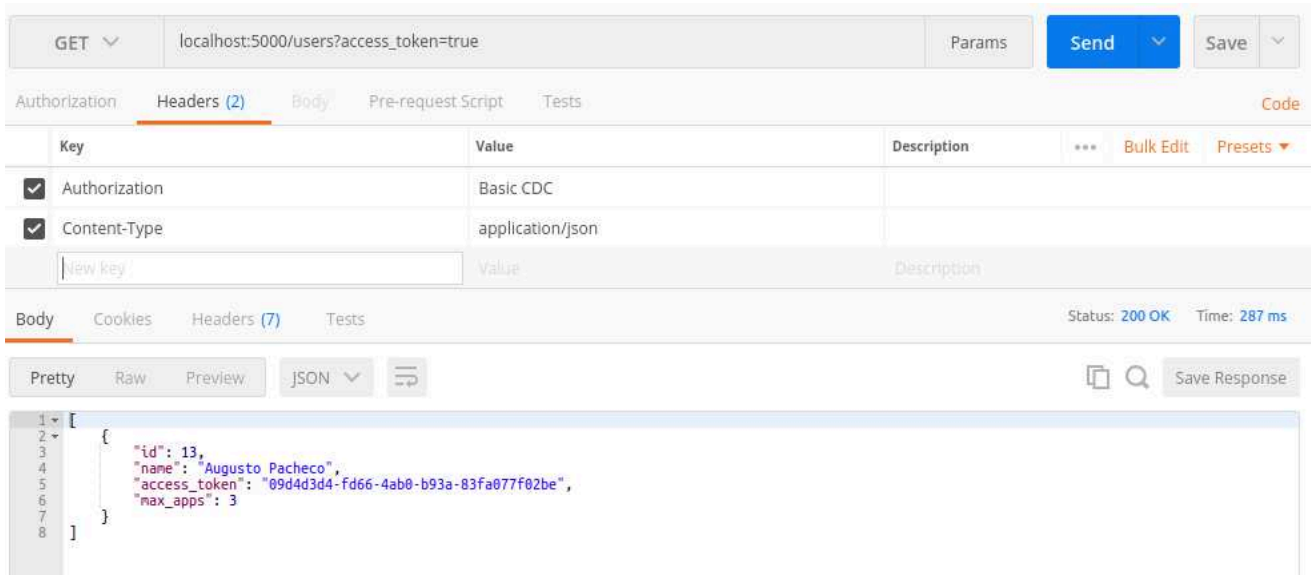 GET localhost:5000/users?access_token=true Params Send Save
Authorization Headers (2) Body Pre-request Script Tests Code
Key Value Description Bulk Edit Presets
Authorization Basic CDC
Content-Type application/json
New key Value Description
Body Cookies Headers (7) Tests Status: 200 OK Time: 287 ms
Pretty Raw Preview JSON Save Response
1 [
2 {
3 "id": 13,
4 "name": "Augusto Pacheco",
5 "access_token": "09d4d3d4-fd66-4ab0-b93a-83fa077f02be",
6 "max_apps": 3
7 }
8 ]